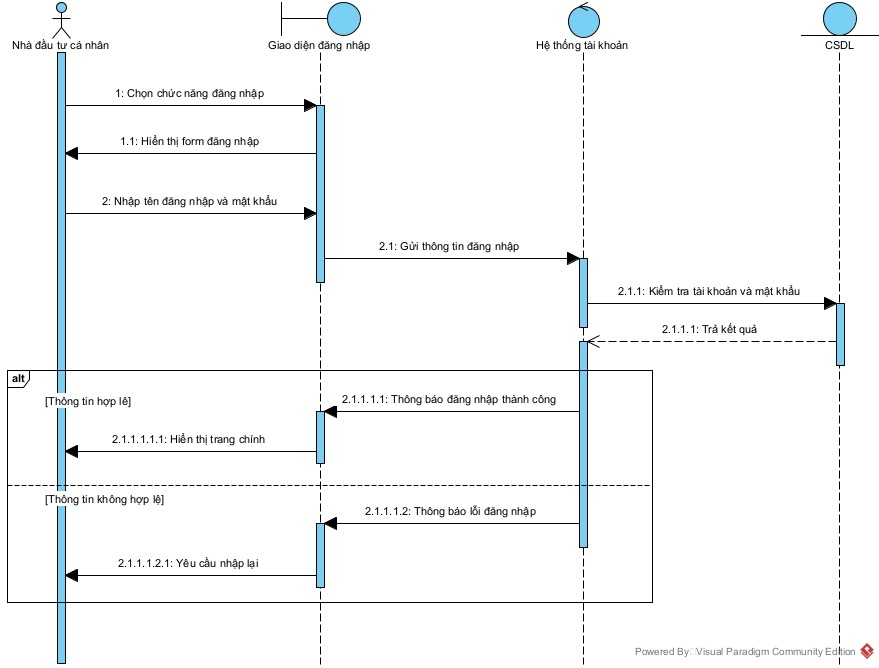 Nhà đầu tư cá nhân
Giao diện đăng nhập
Hệ thống tài khoản
CSDL
1: Chọn chức năng đăng nhập
1.1: Hiển thị form đăng nhập
2: Nhập tên đăng nhập và mật khẩu
2.1: Gửi thông tin đăng nhập
2.1.1: Kiểm tra tài khoản và mật khẩu
2.1.1.1: Trả kết quả
alt
[Thông tin hợp lê]
2.1.1.1.1: Thông báo đăng nhập thành công
2.1.1.1.1.1: Hiển thị trang chính
[Thông tin không hợp lệ]
2.1.1.1.2: Thông báo lỗi đăng nhập
2.1.1.1.2.1: Yêu cầu nhập lại
Powered By Visual Paradigm Community Edition